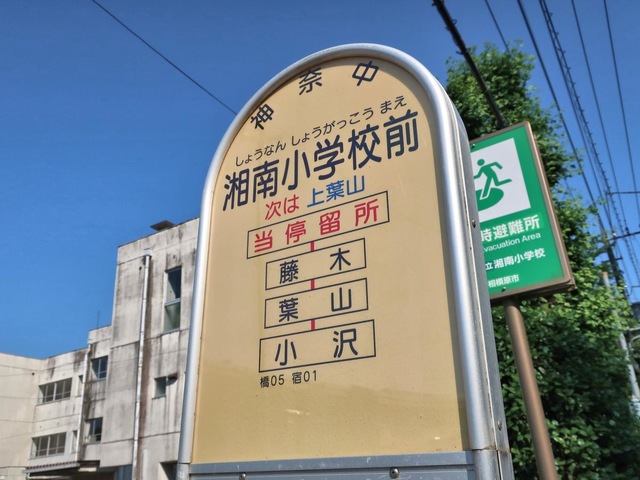 神奈中
しょうなん しょうがっこう まえ
湘南小学校前
次は 上葉山
当停留所
藤木
葉山
小沢
橋05 宿01
時避難所
Evacuation Area
立湘南小学校
相模原市